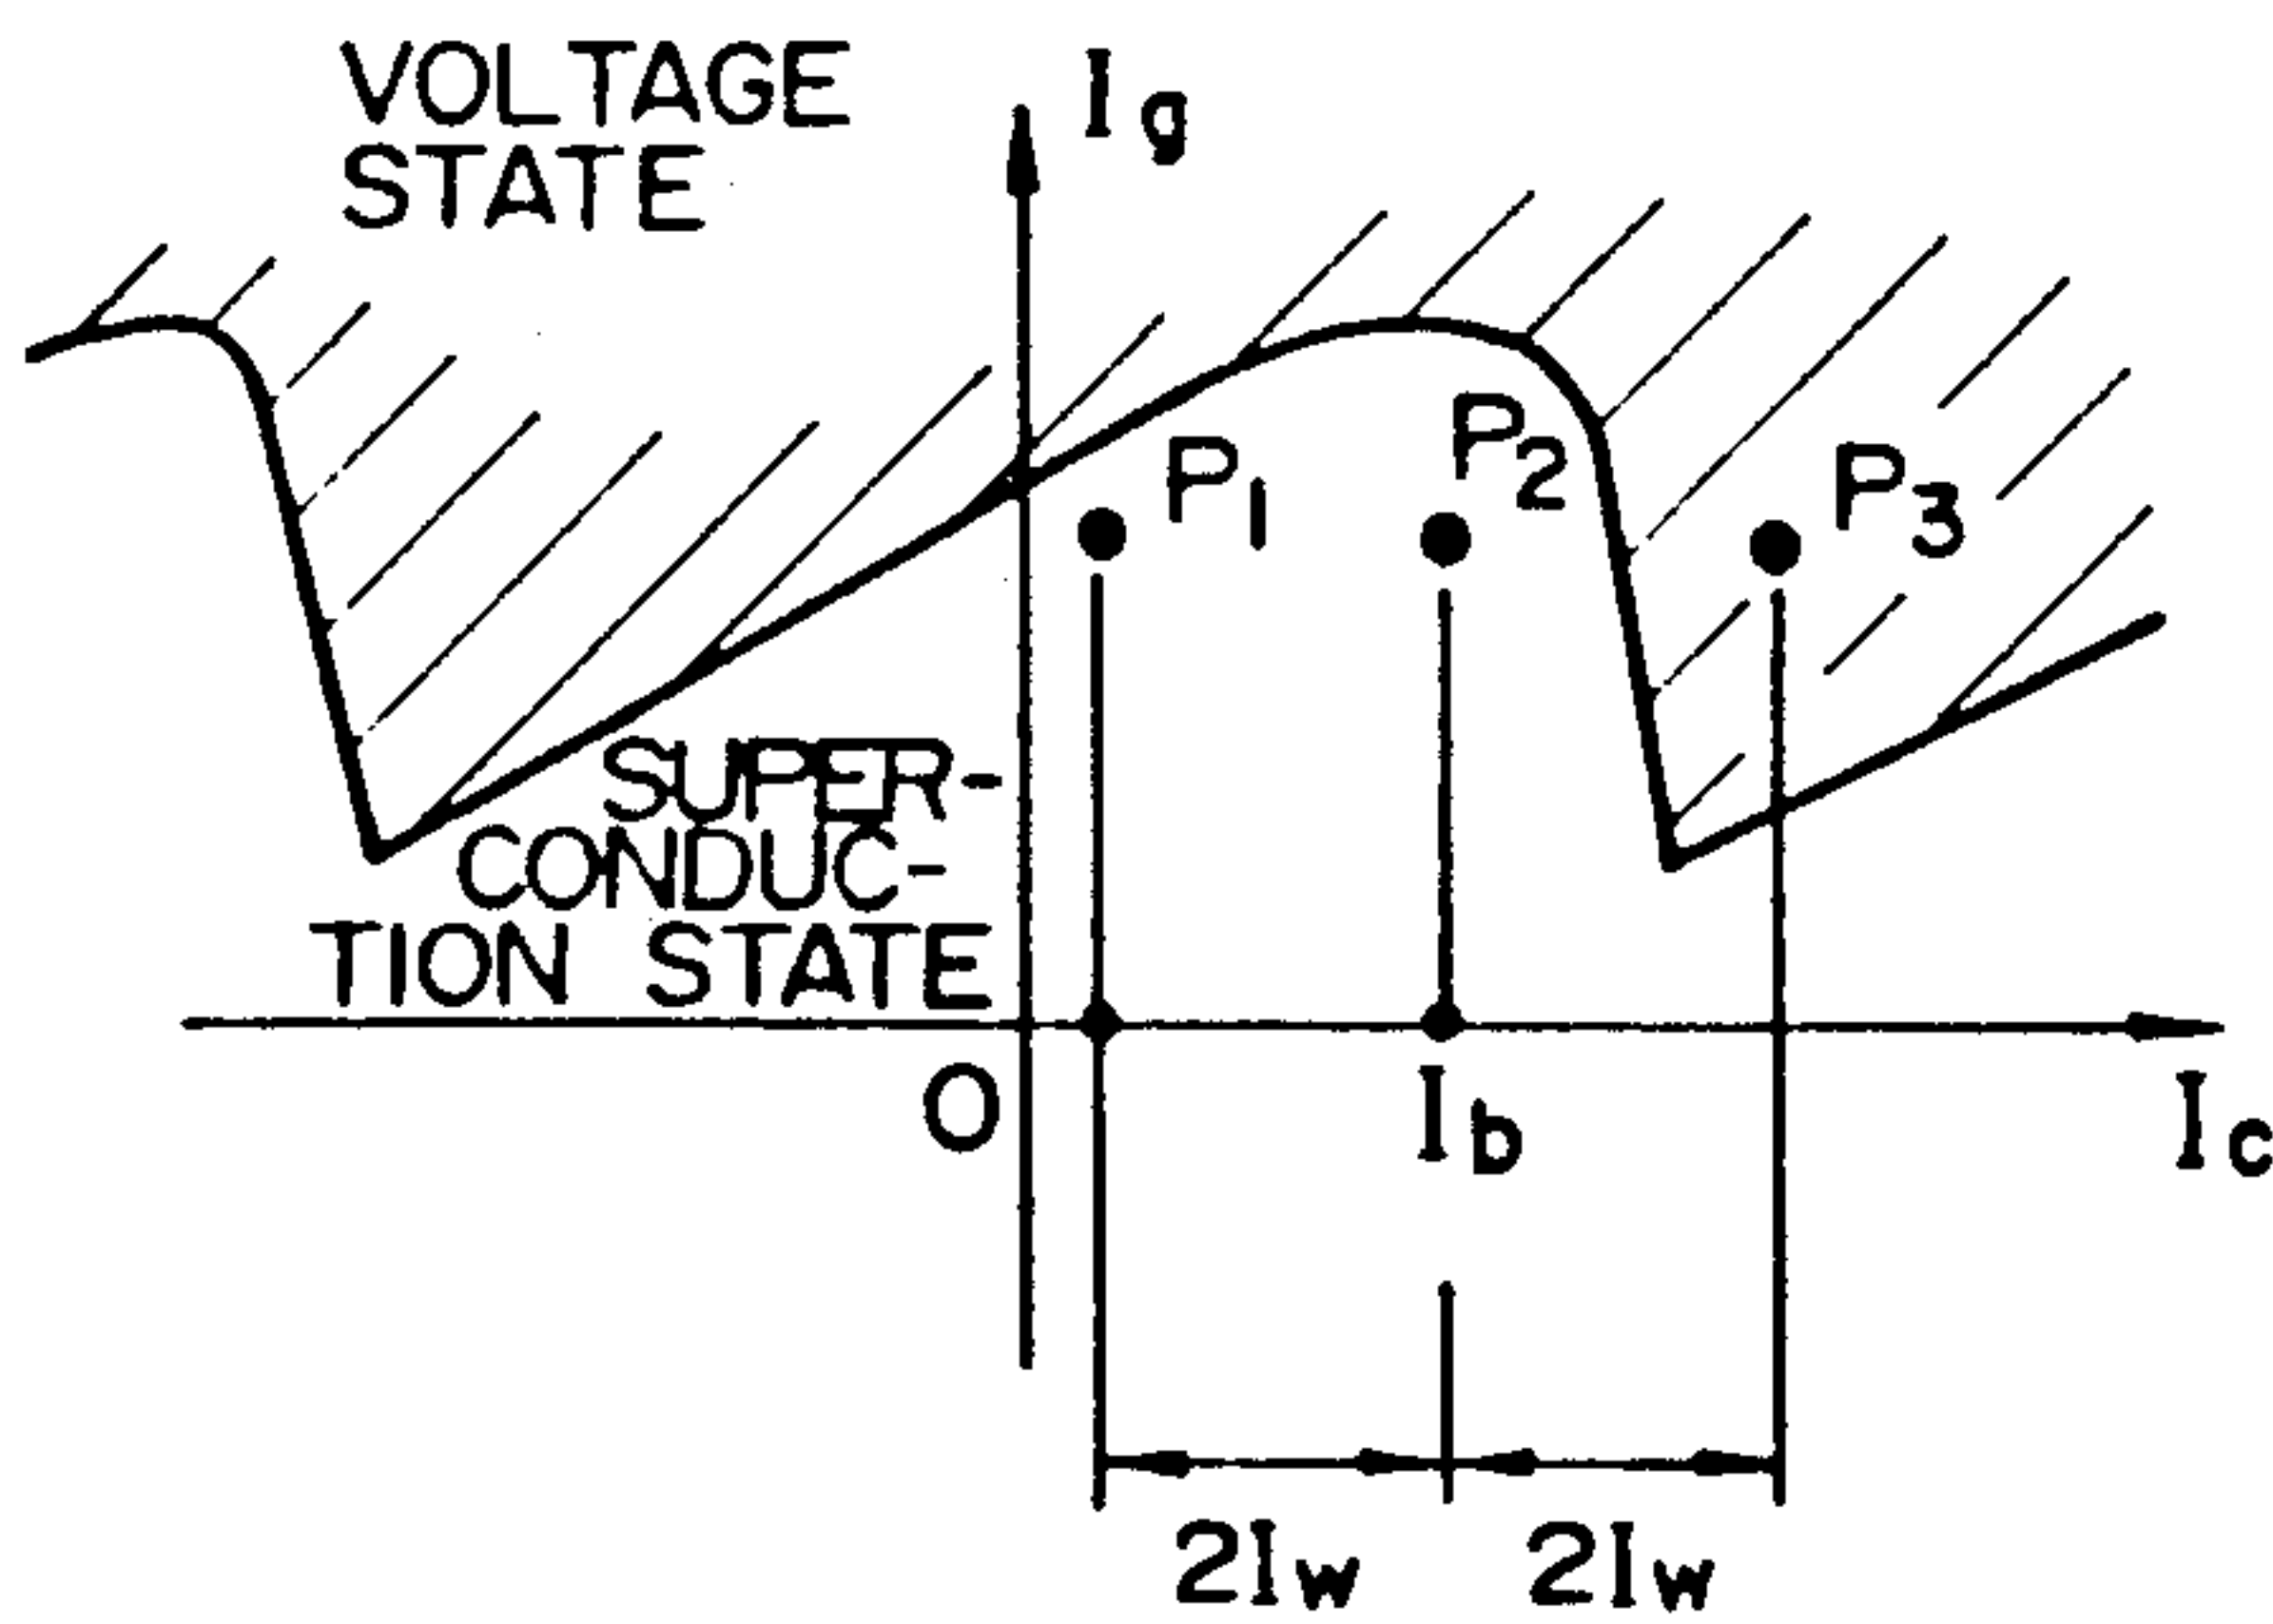 VOLTAGE
STATE
Ig
P1
P2
P3
SUPER-
CONDUC-
TION STATE
O
Ib
Ic
2Iw
2Iw